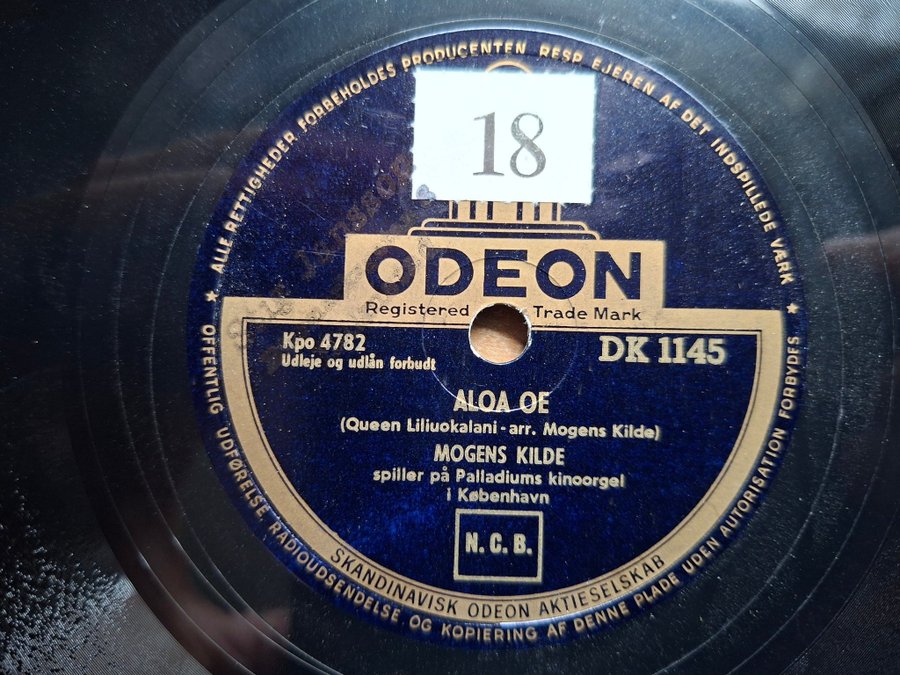 ALLE RETTIGHEDER FORBEHOLDES PRODUCENTEN RESP. EJEREN AF DET INDSPILLEDE VÆRK
18
ODEON
Registered Trade Mark
Kpo 4782
DK 1145
Udleje og udlån forbudt
ALOA OE
(Queen Liliuokalani - arr. Mogens Kilde)
MOGENS KILDE
spiller på Palladiums kinoorgel
i København
N. C. B.
SKANDINAVISK ODEON AKTIESELSKAB
★ OFFENTLIG UDFØRELSE, RADIOUDSENDELSE OG KOPIERING AF DENNE PLADE UDEN AUTORISATION FORBYDES ★